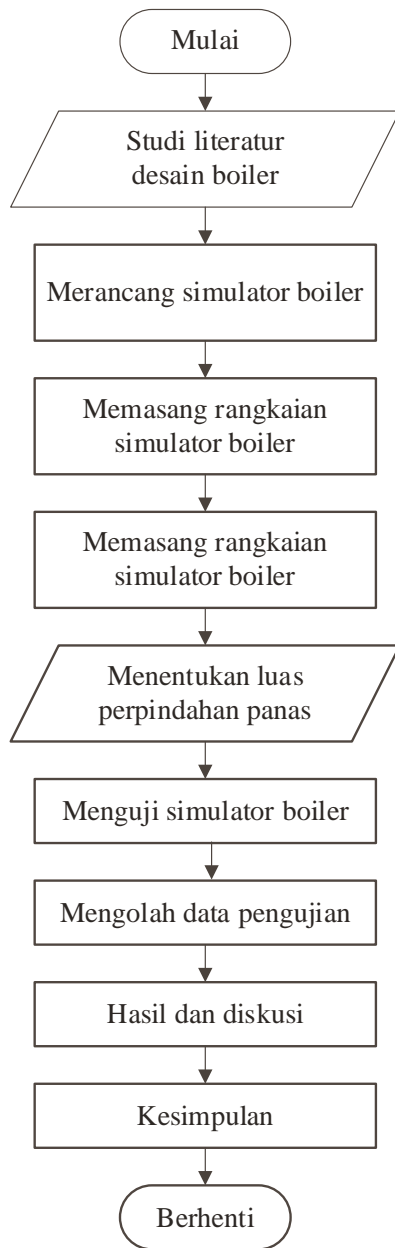 Mulai
Studi literatur
desain boiler
Merancang simulator boiler
Memasang rangkaian
simulator boiler
Memasang rangkaian
simulator boiler
Menentukan luas
perpindahan panas
Menguji simulator boiler
Mengolah data pengujian
Hasil dan diskusi
Kesimpulan
Berhenti